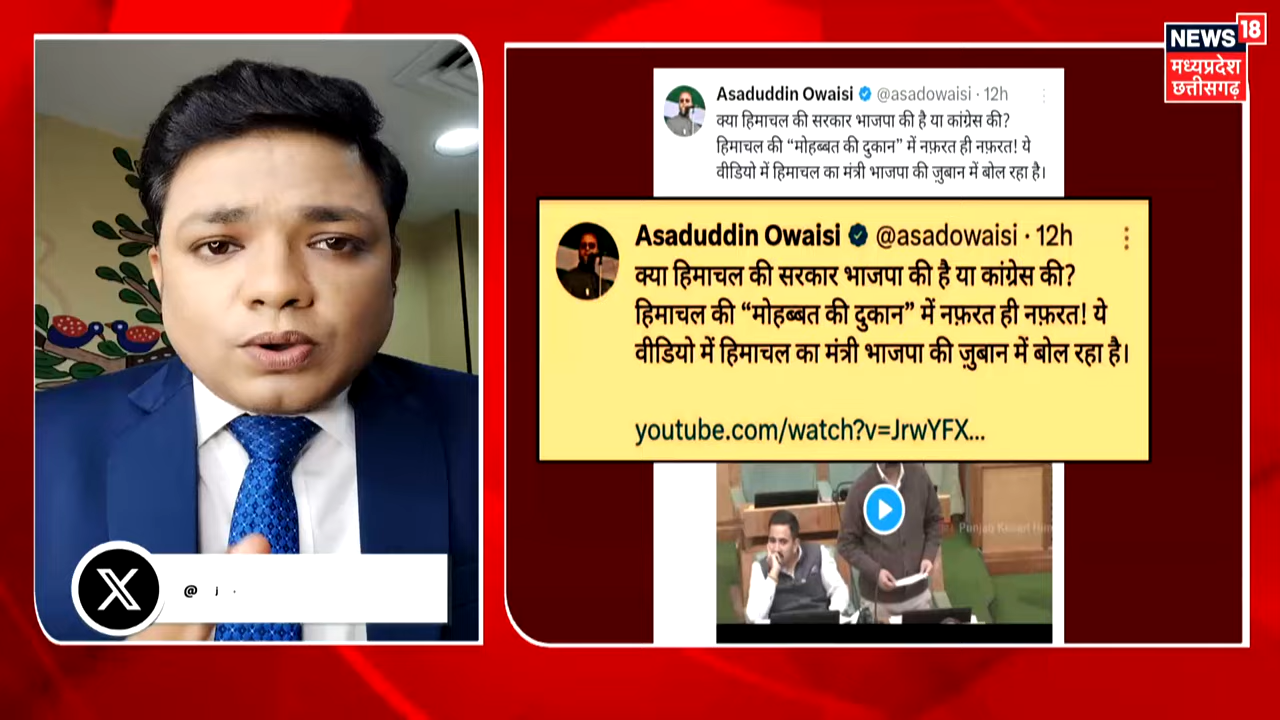 NEWS 18
मध्यप्रदेश
छत्तीसगढ़
Asaduddin Owaisi @asadowaisi · 12h
क्या हिमाचल की सरकार भाजपा की है या कांग्रेस की?
हिमाचल की “मोहब्बत की दुकान” में नफ़रत ही नफ़रत! ये
वीडियो में हिमाचल का मंत्री भाजपा की ज़ुबान में बोल रहा है।
Asaduddin Owaisi @asadowaisi · 12h
क्या हिमाचल की सरकार भाजपा की है या कांग्रेस की?
हिमाचल की “मोहब्बत की दुकान” में नफ़रत ही नफ़रत! ये
वीडियो में हिमाचल का मंत्री भाजपा की ज़ुबान में बोल रहा है।
youtube.com/watch?v=JrwYFX...
Punjab Kesari Him
X
@